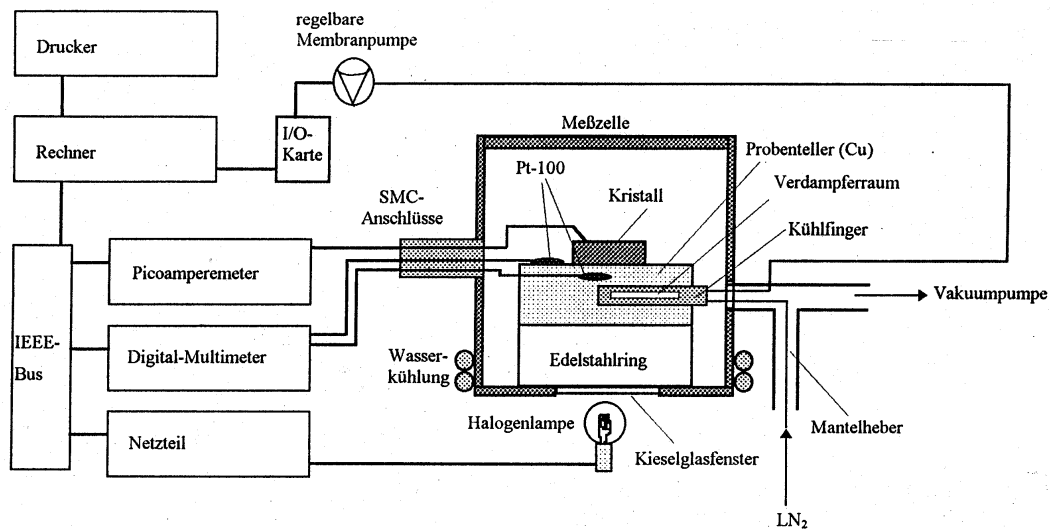 regelbare
Membranpumpe
Drucker
I/O-
Karte
Rechner
Meßzelle
Probenteller (Cu)
Pt-100
Verdampferraum
SMC-
Anschlüsse
Kristall
Kühlfinger
Picoamperemeter
Vakuumpumpe
IEEE-
Bus
Digital-Multimeter
Wasser-
kühlung
Edelstahlring
Halogenlampe
Mantelheber
Netzteil
Kieselglasfenster
LN₂